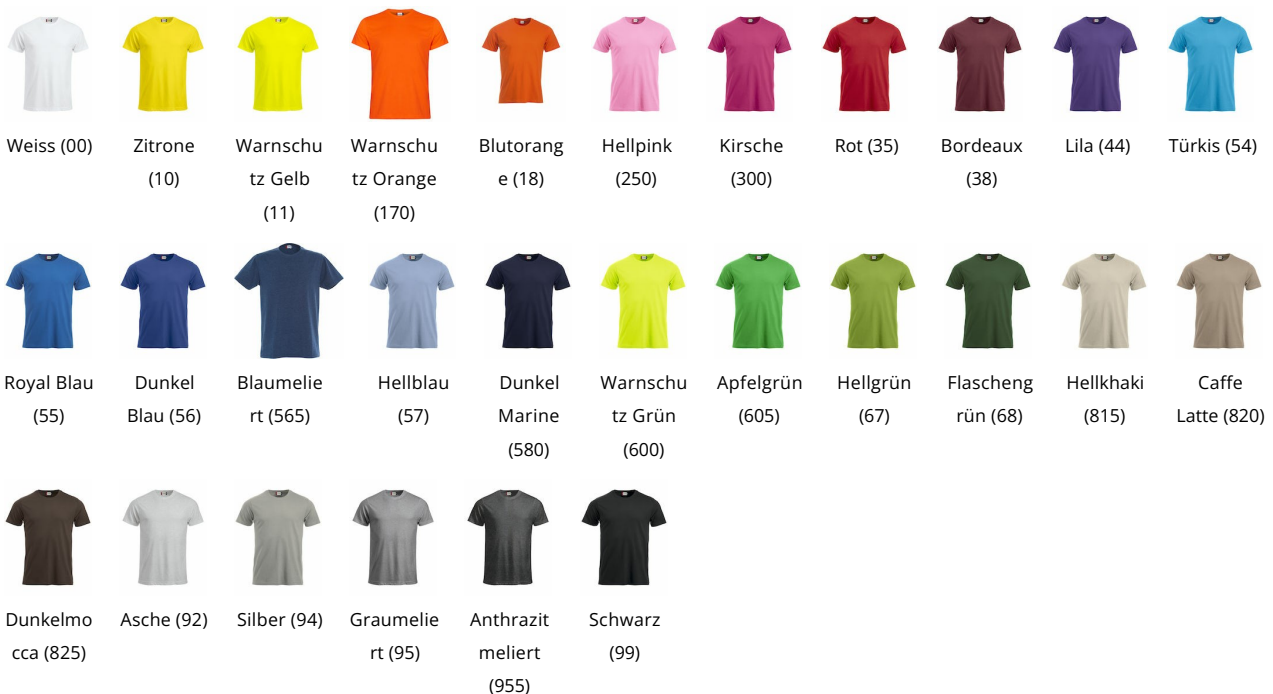 Weiss (00)
Zitrone
(10)
Warnschu
tz Gelb
(11)
Warnschu
tz Orange
(170)
Blutorang
e (18)
Hellpink
(250)
Kirsche
(300)
Rot (35)
Bordeaux
(38)
Lila (44)
Türkis (54)
Royal Blau
(55)
Dunkel
Blau (56)
Blaumelie
rt (565)
Hellblau
(57)
Dunkel
Marine
(580)
Warnschu
tz Grün
(600)
Apfelgrün
(605)
Hellgrün
(67)
Flascheng
rün (68)
Hellkhaki
(815)
Caffe
Latte (820)
Dunkelmo
cca (825)
Asche (92)
Silber (94)
Graumelie
rt (95)
Anthrazit
meliert
(955)
Schwarz
(99)